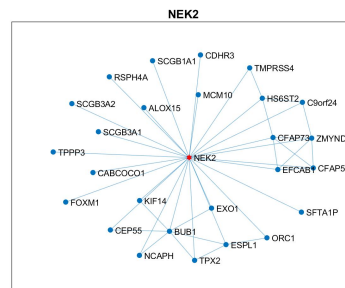 NEK2
CDHR3
SCGB1A1
TMPRSS4
RSPH4A
MCM10
HS6ST2
C9orf24
SCGB3A2
ALOX15
SCGB3A1
CFAP73
ZMYND
TPPP3
NEK2
CABCOCO1
EFCAB1
CFAP5
FOXM1
KIF14
EXO1
SFTA1P
CEP55
BUB1
ORC1
ESPL1
NCAPH
TPX2